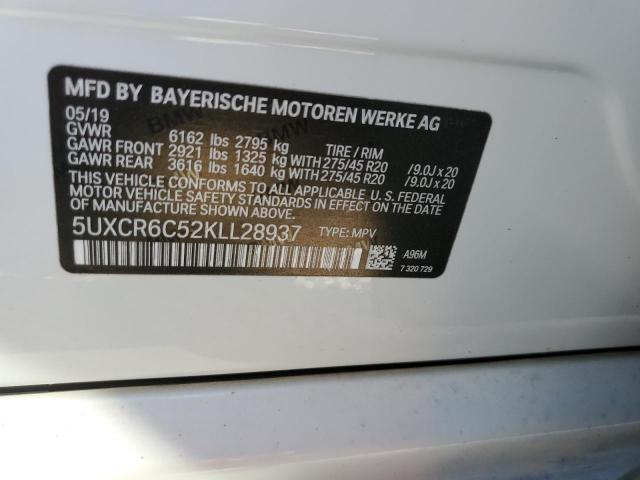 MFD BY BAYERISCHE MOTOREN WERKE AG
05/19
GVWR 6162 lbs 2795 kg TIRE / RIM
GAWR FRONT 2921 lbs 1325 kg WITH 275/45 R20 /9.0J x 20
GAWR REAR 3616 lbs 1640 kg WITH 275/45 R20 /9.0J x 20
THIS VEHICLE CONFORMS TO ALL APPLICABLE U.S. FEDERAL
MOTOR VEHICLE SAFETY STANDARDS IN EFFECT ON THE DATE
OF MANUFACTURE SHOWN ABOVE.
5UXCR6C52KLL28937 TYPE: MPV
A96M
7 320 729